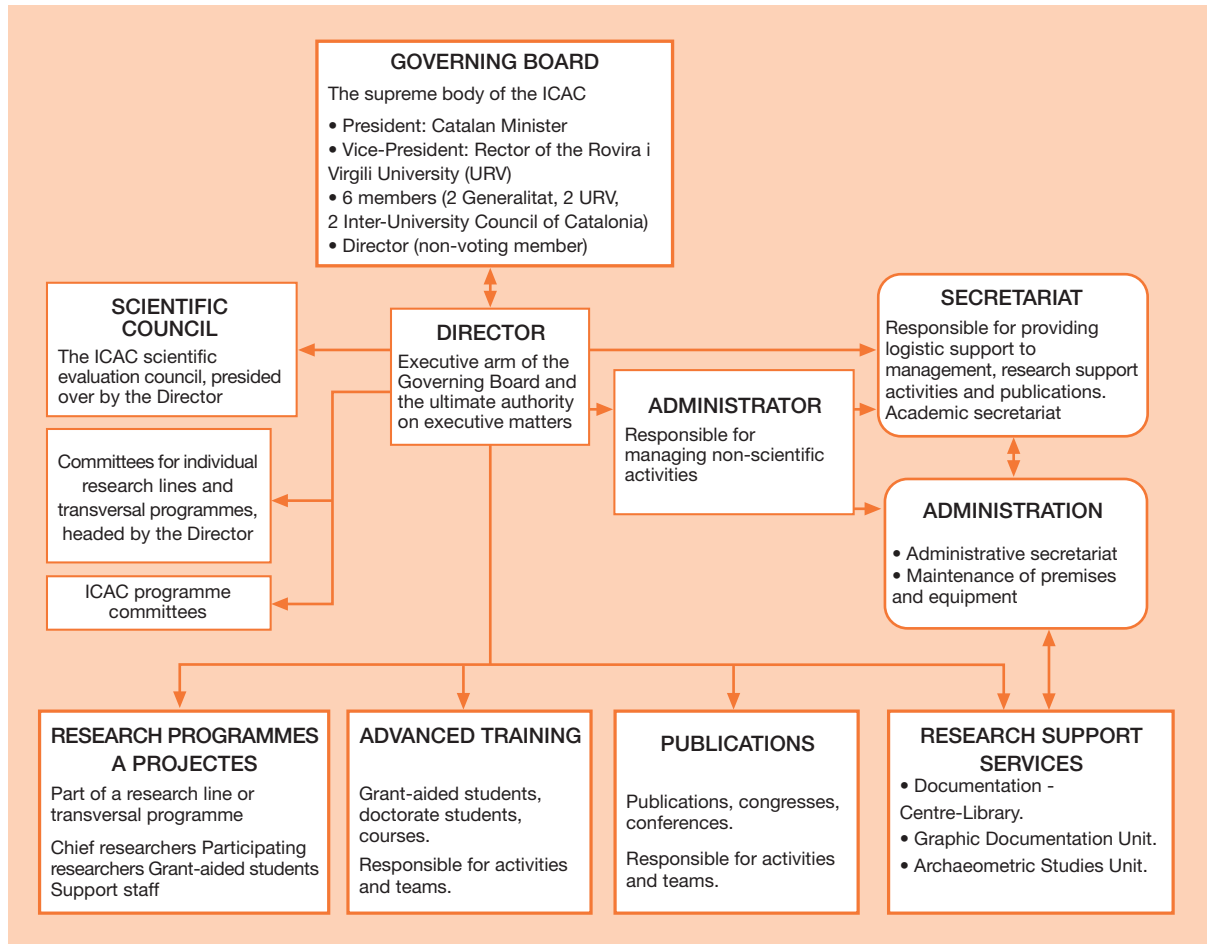 GOVERNING BOARD
The supreme body of the ICAC
• President: Catalan Minister
• Vice-President: Rector of the Rovira i
Virgili University (URV)
• 6 members (2 Generalitat, 2 URV,
2 Inter-University Council of Catalonia)
• Director (non-voting member)
SCIENTIFIC
COUNCIL
The ICAC scientific
evaluation council, presided
over by the Director
DIRECTOR
Executive arm of the
Governing Board and
the ultimate authority
on executive matters
SECRETARIAT
Responsible for providing
logistic support to
management, research support
activities and publications.
Academic secretariat
ADMINISTRATOR
Responsible for
managing non-scientific
activities
Committees for individual
research lines and
transversal programmes,
headed by the Director
ADMINISTRATION
• Administrative secretariat
• Maintenance of premises
and equipment
ICAC programme
committees
RESEARCH PROGRAMMES
A PROJECTES
Part of a research line or
transversal programme
Chief researchers Participating
researchers Grant-aided students
Support staff
ADVANCED TRAINING
Grant-aided students,
doctorate students,
courses.
Responsible for activities
and teams.
PUBLICATIONS
Publications, congresses,
conferences.
Responsible for activities
and teams.
RESEARCH SUPPORT
SERVICES
• Documentation -
Centre-Library.
• Graphic Documentation Unit.
• Archaeometric Studies Unit.